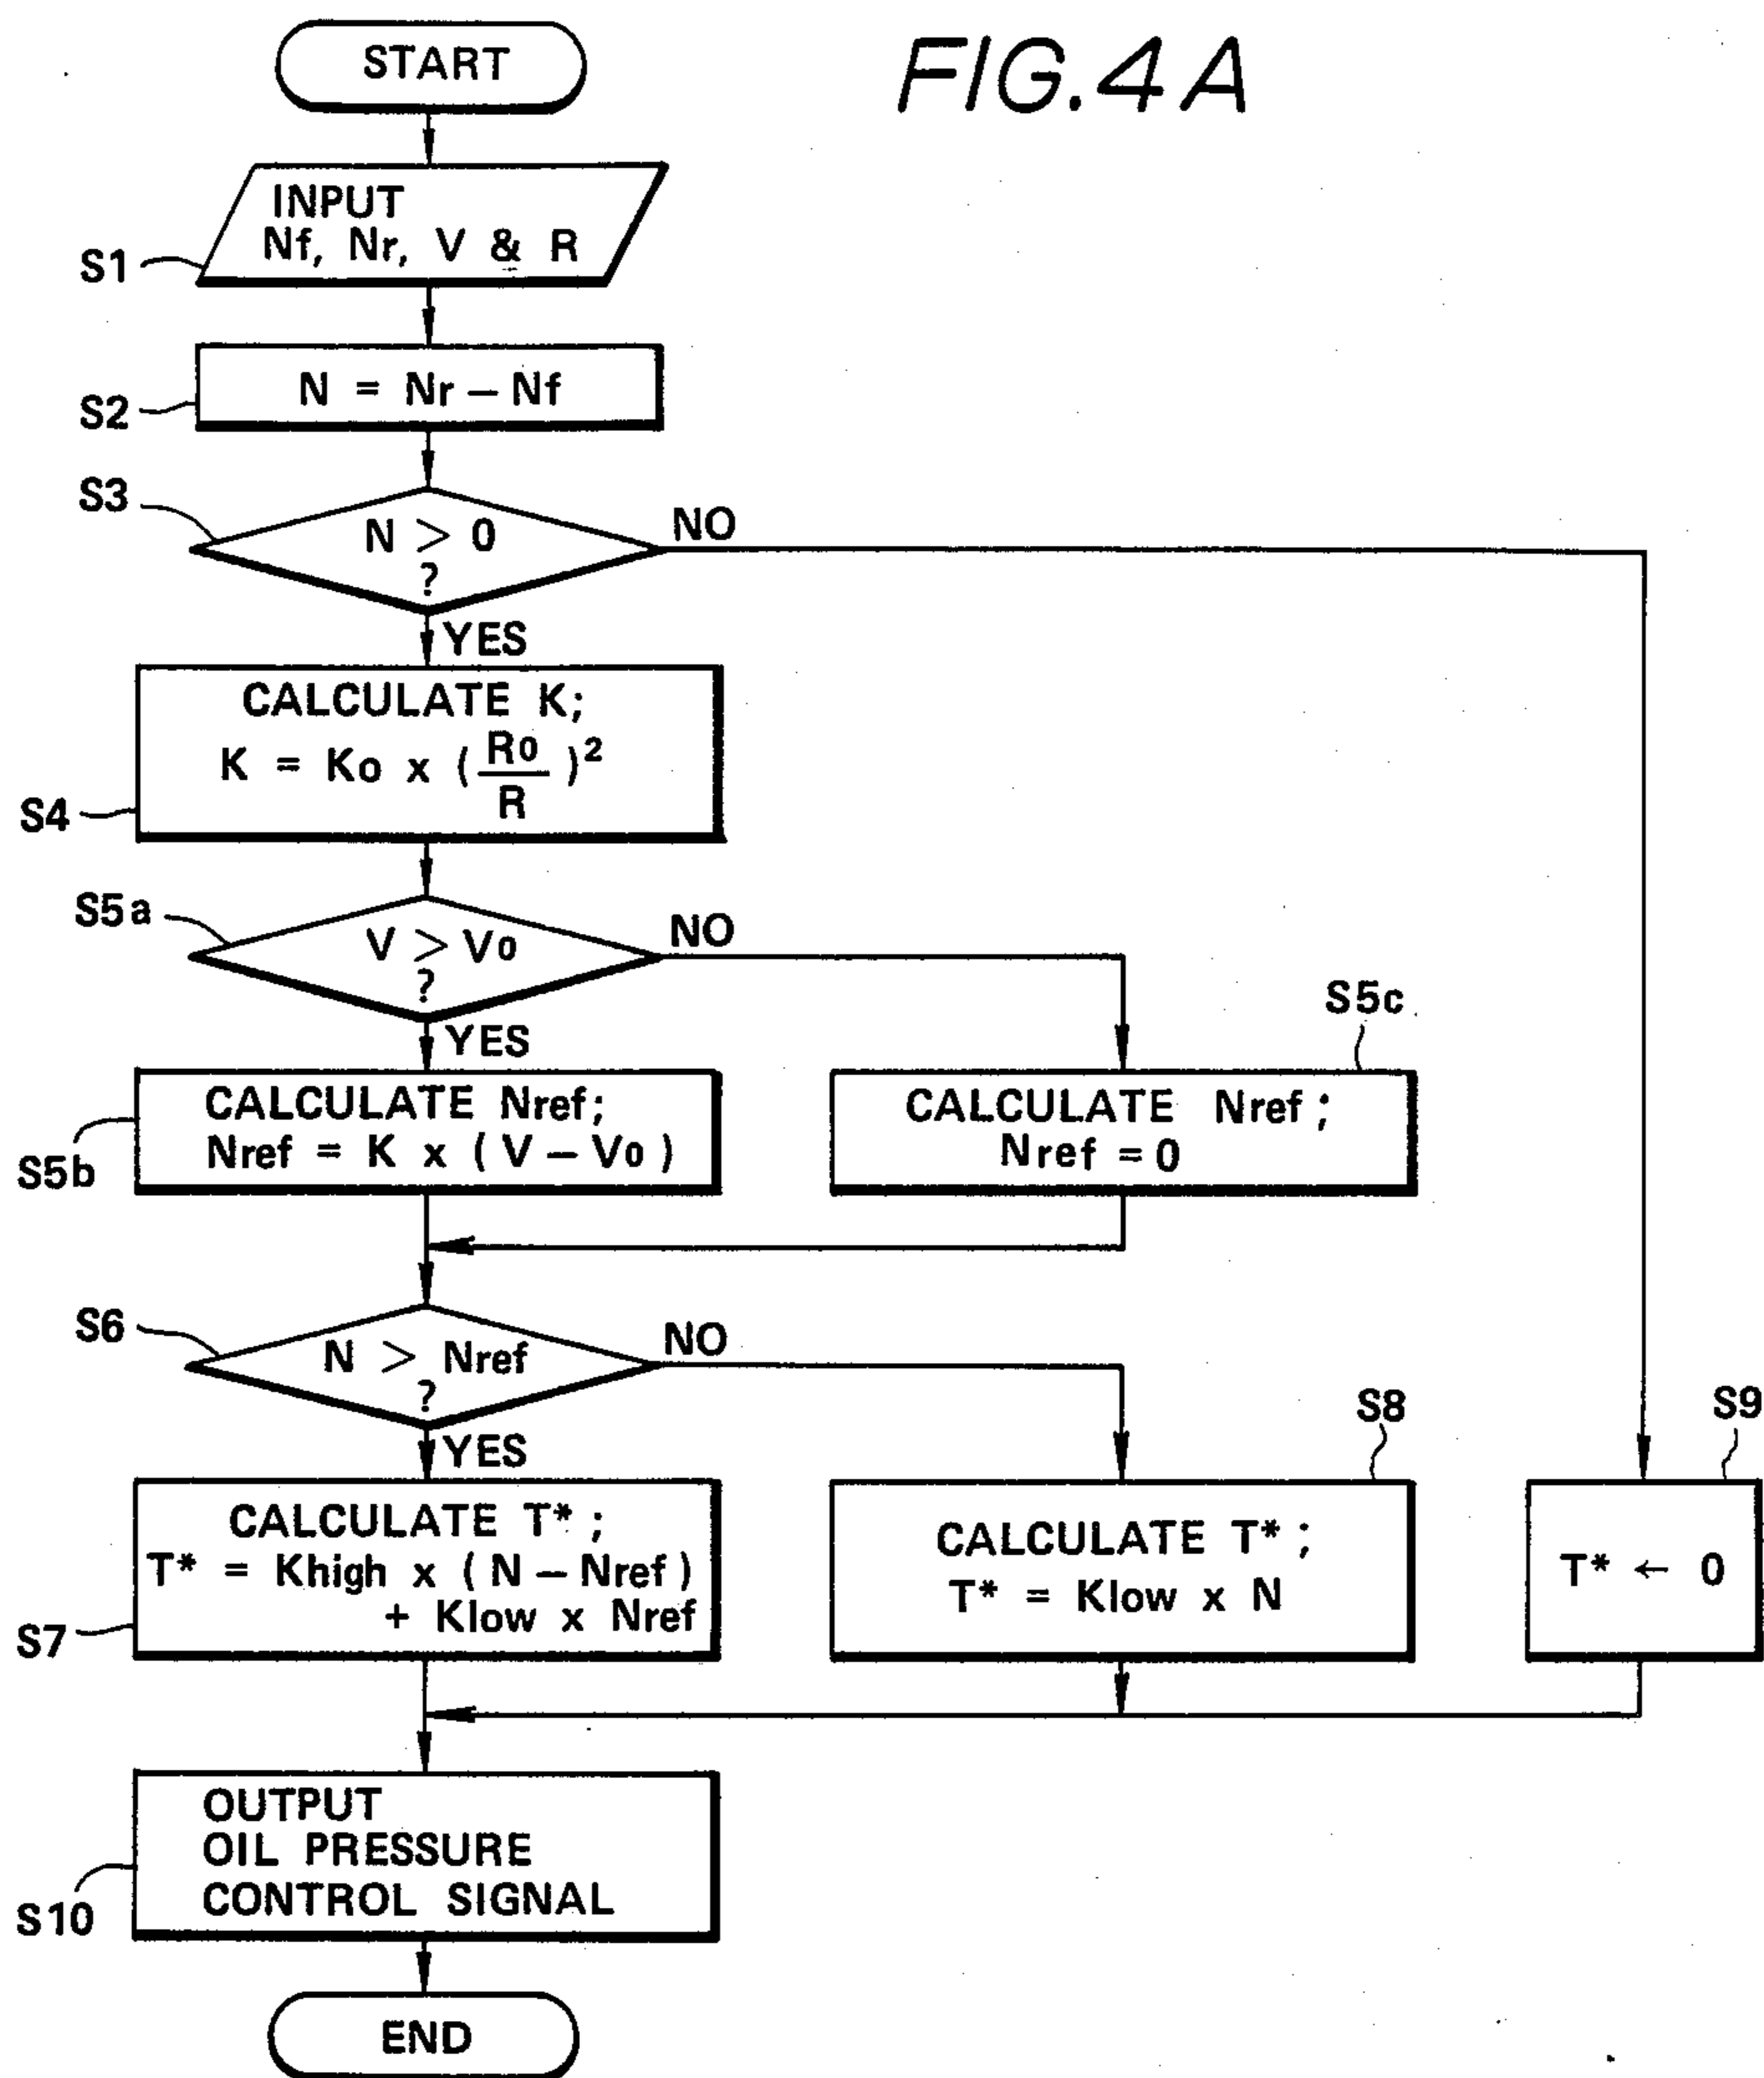 FIG.4A
START
INPUT
Nf, Nr, V & R
S1
N = Nr – Nf
S2
S3
N > 0
?
NO
YES
CALCULATE K;
K = Ko x (R0/R)²
S4
S5a
V > Vo
?
NO
YES
S5c
CALCULATE Nref;
Nref = K x (V – Vo)
S5b
CALCULATE Nref;
Nref = 0
S6
N > Nref
?
NO
YES
S8
S9
CALCULATE T*;
T* = Khigh x (N – Nref)
+ Klow x Nref
S7
CALCULATE T*;
T* = Klow x N
T* ← 0
OUTPUT
OIL PRESSURE
CONTROL SIGNAL
S10
END